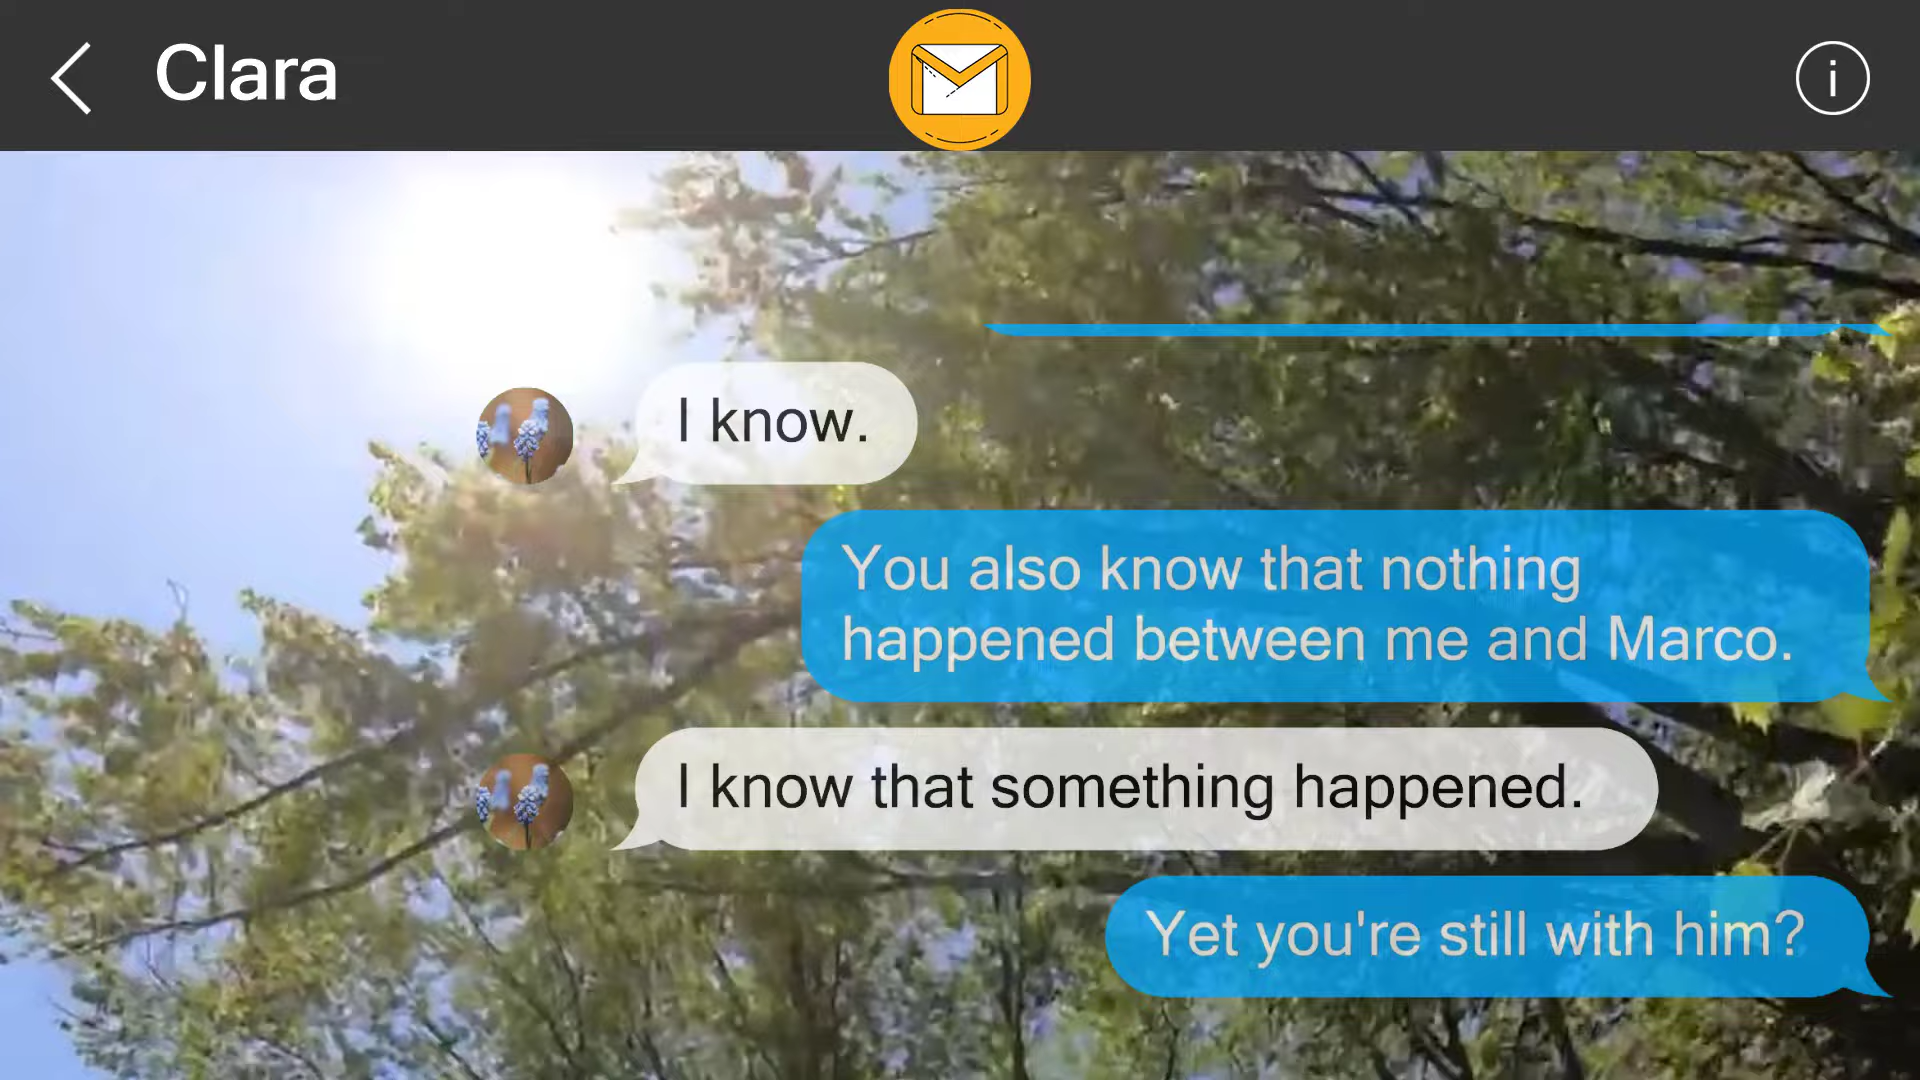 Clara
I know.
You also know that nothing
happened between me and Marco.
I know that something happened.
Yet you're still with him?